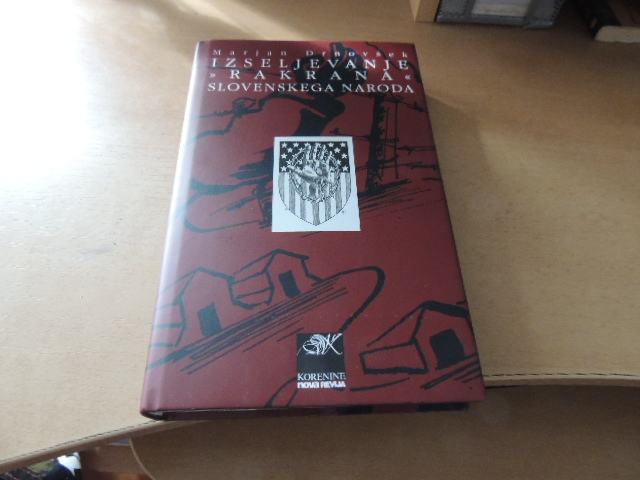 Marjan Drnovšek
IZSELJEVANJE
»RAKRANA«
SLOVENSKEGA NARODA
KORENINE
NOVA REVIJA